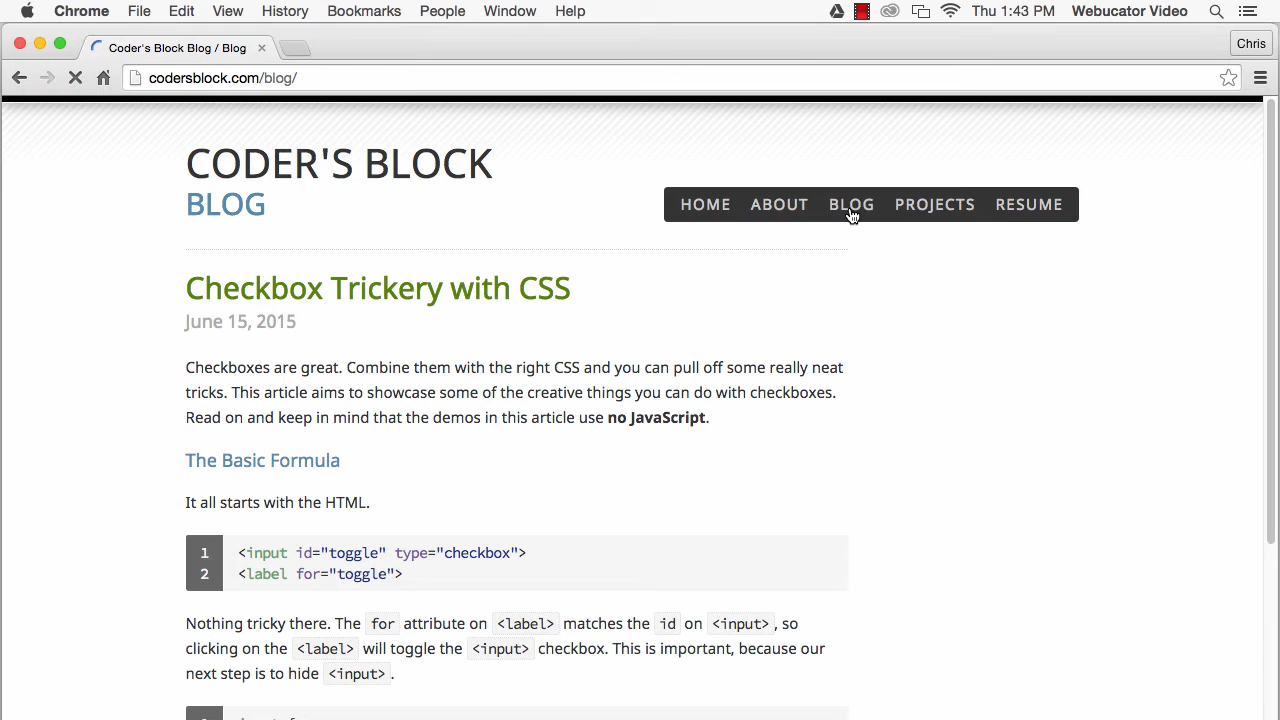 Chrome File Edit View History Bookmarks People Window Help Thu 1:43 PM Webucator Video
Coder's Block Blog / Blog
Chris
codersblock.com/blog/
CODER'S BLOCK
BLOG
HOME ABOUT BLOG PROJECTS RESUME
Checkbox Trickery with CSS
June 15, 2015
Checkboxes are great. Combine them with the right CSS and you can pull off some really neat
tricks. This article aims to showcase some of the creative things you can do with checkboxes.
Read on and keep in mind that the demos in this article use no JavaScript.
The Basic Formula
It all starts with the HTML.
1 <input id="toggle" type="checkbox">
2 <label for="toggle">
Nothing tricky there. The for attribute on <label> matches the id on <input>, so
clicking on the <label> will toggle the <input> checkbox. This is important, because our
next step is to hide <input>.